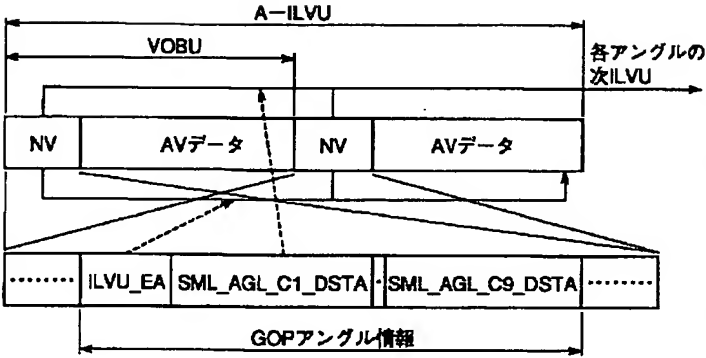 A－ILVU
VOBU
各アングルの
次ILVU
NV
AVデータ
NV
AVデータ
ILVU_EA
SML_AGL_C1_DSTA
SML_AGL_C9_DSTA
GOPアングル情報